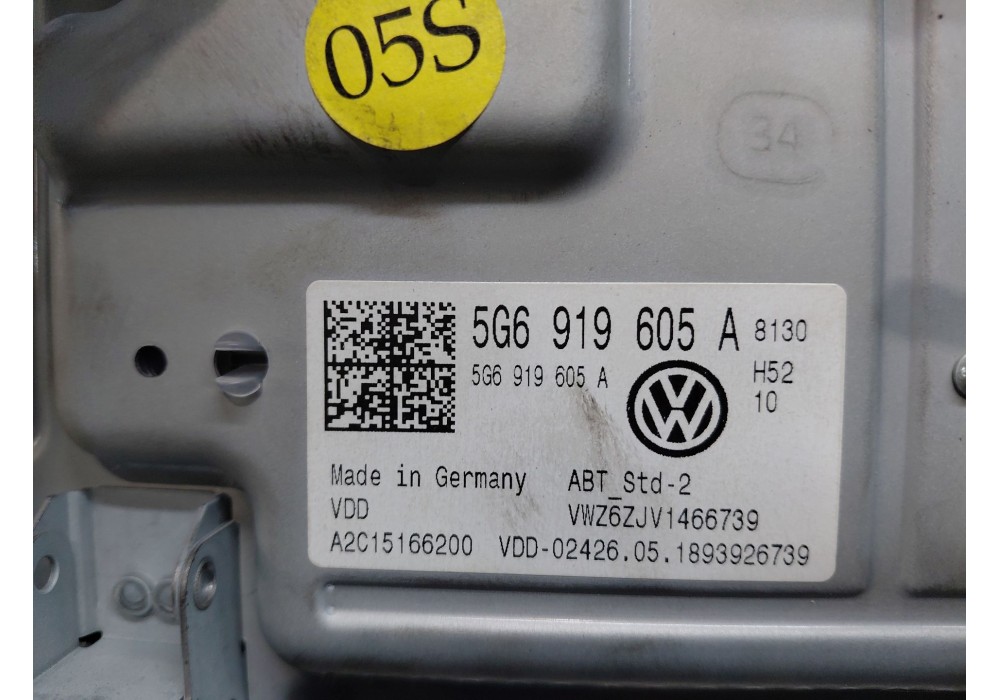 05S
34
5G6 919 605 A 8130
5G6 919 605 A
H52
10
Made in Germany ABT_Std-2
VDD VWZ6ZJV1466739
A2C15166200 VDD-02426.05.1893926739